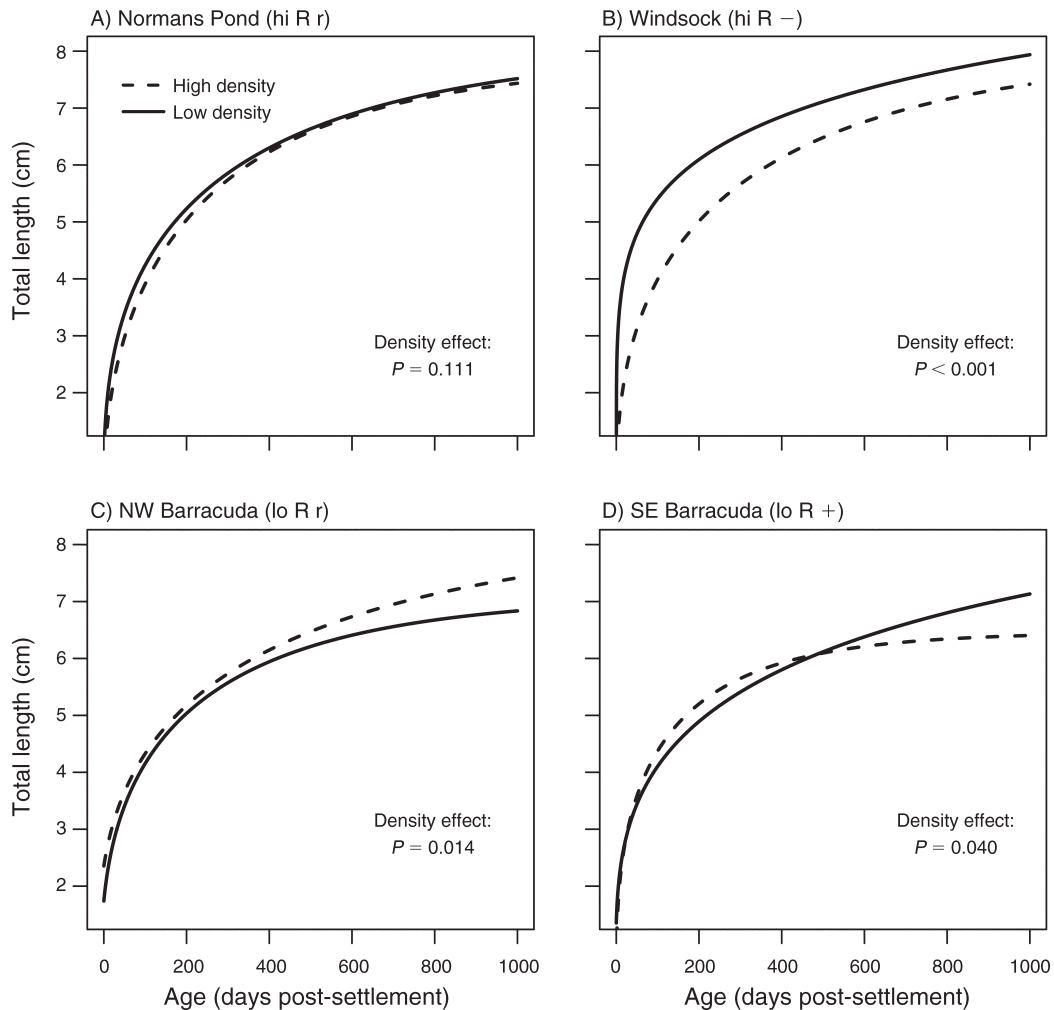 A) Normans Pond (hi R r)
B) Windsock (hi R −)
8
7
6
5
4
3
2
Total length (cm)
High density
Low density
Density effect:
P = 0.111
Density effect:
P < 0.001
C) NW Barracuda (lo R r)
D) SE Barracuda (lo R +)
8
7
6
5
4
3
2
Total length (cm)
Density effect:
P = 0.014
Density effect:
P = 0.040
0 200 400 600 800 1000
0 200 400 600 800 1000
Age (days post-settlement)
Age (days post-settlement)